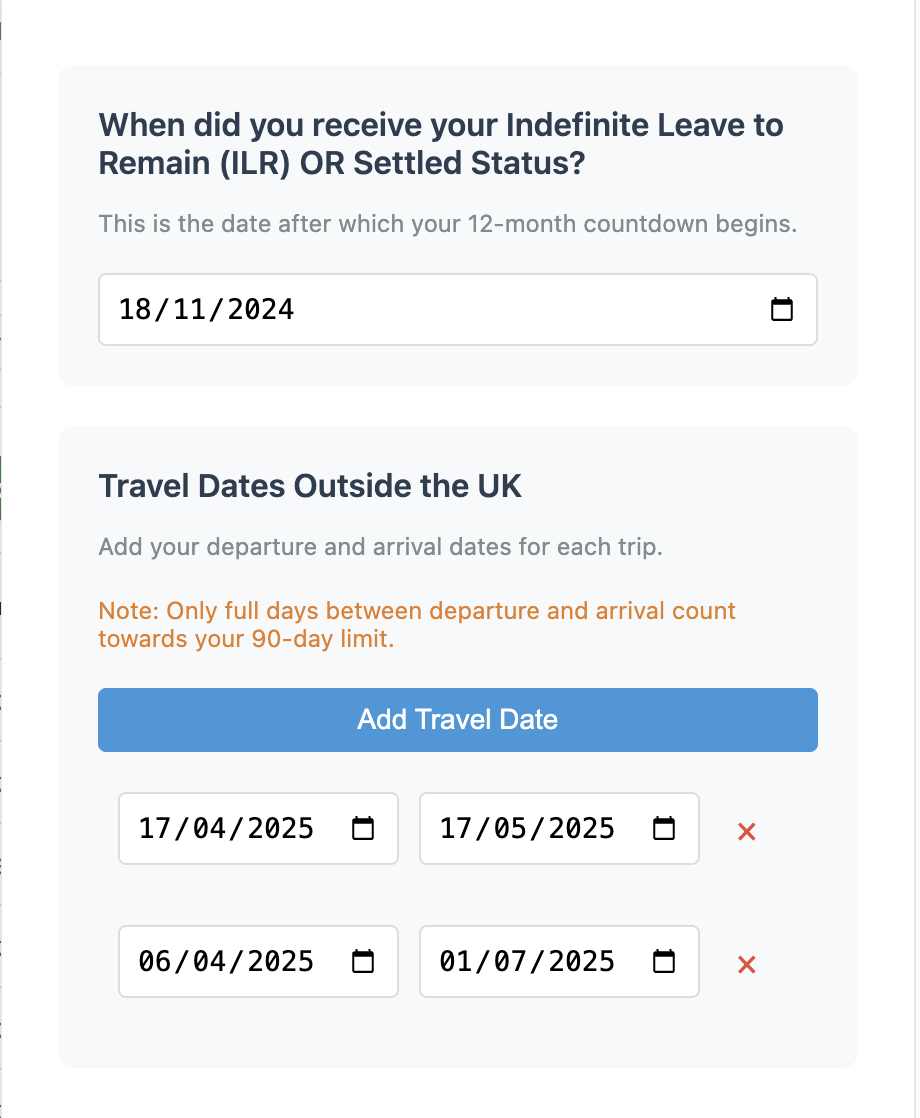 When did you receive your Indefinite Leave to
Remain (ILR) OR Settled Status?
This is the date after which your 12-month countdown begins.
18/11/2024
Travel Dates Outside the UK
Add your departure and arrival dates for each trip.
Note: Only full days between departure and arrival count
towards your 90-day limit.
Add Travel Date
17/04/2025 17/05/2025 ×
06/04/2025 01/07/2025 ×